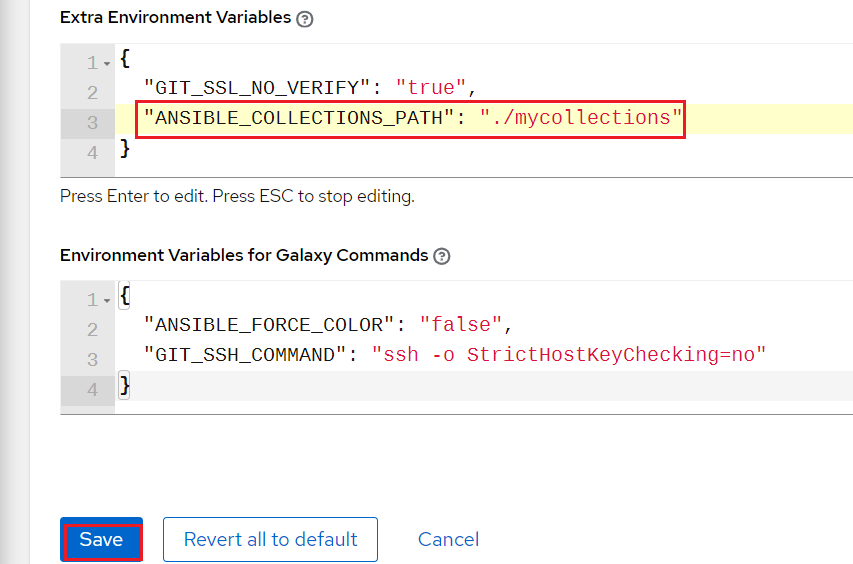 Extra Environment Variables ?
1 {
2 "GIT_SSL_NO_VERIFY": "true",
3 "ANSIBLE_COLLECTIONS_PATH": "./mycollections"
4 }
Press Enter to edit. Press ESC to stop editing.
Environment Variables for Galaxy Commands ?
1 {
2 "ANSIBLE_FORCE_COLOR": "false",
3 "GIT_SSH_COMMAND": "ssh -o StrictHostKeyChecking=no"
4 }
Save Revert all to default Cancel